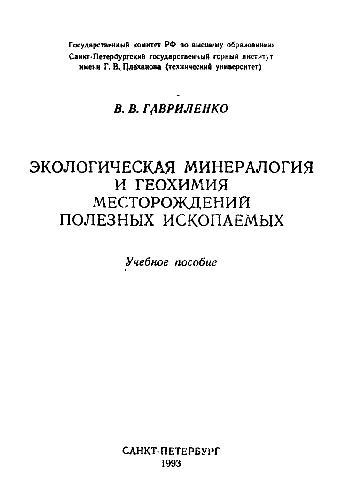 Государственный комитет РФ по высшему образованию
Санкт-Петербургский государственный горный институт
имени Г. В. Плеханова (технический университет)
В. В. ГАВРИЛЕНКО
ЭКОЛОГИЧЕСКАЯ МИНЕРАЛОГИЯ
И ГЕОХИМИЯ
МЕСТОРОЖДЕНИЙ
ПОЛЕЗНЫХ ИСКОПАЕМЫХ
Учебное пособие
САНКТ-ПЕТЕРБУРГ
1993